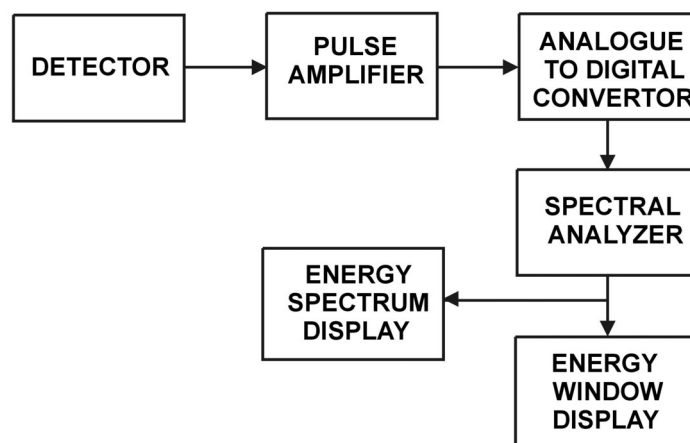 DETECTOR
PULSE
AMPLIFIER
ANALOGUE
TO DIGITAL
CONVERTOR
SPECTRAL
ANALYZER
ENERGY
SPECTRUM
DISPLAY
ENERGY
WINDOW
DISPLAY